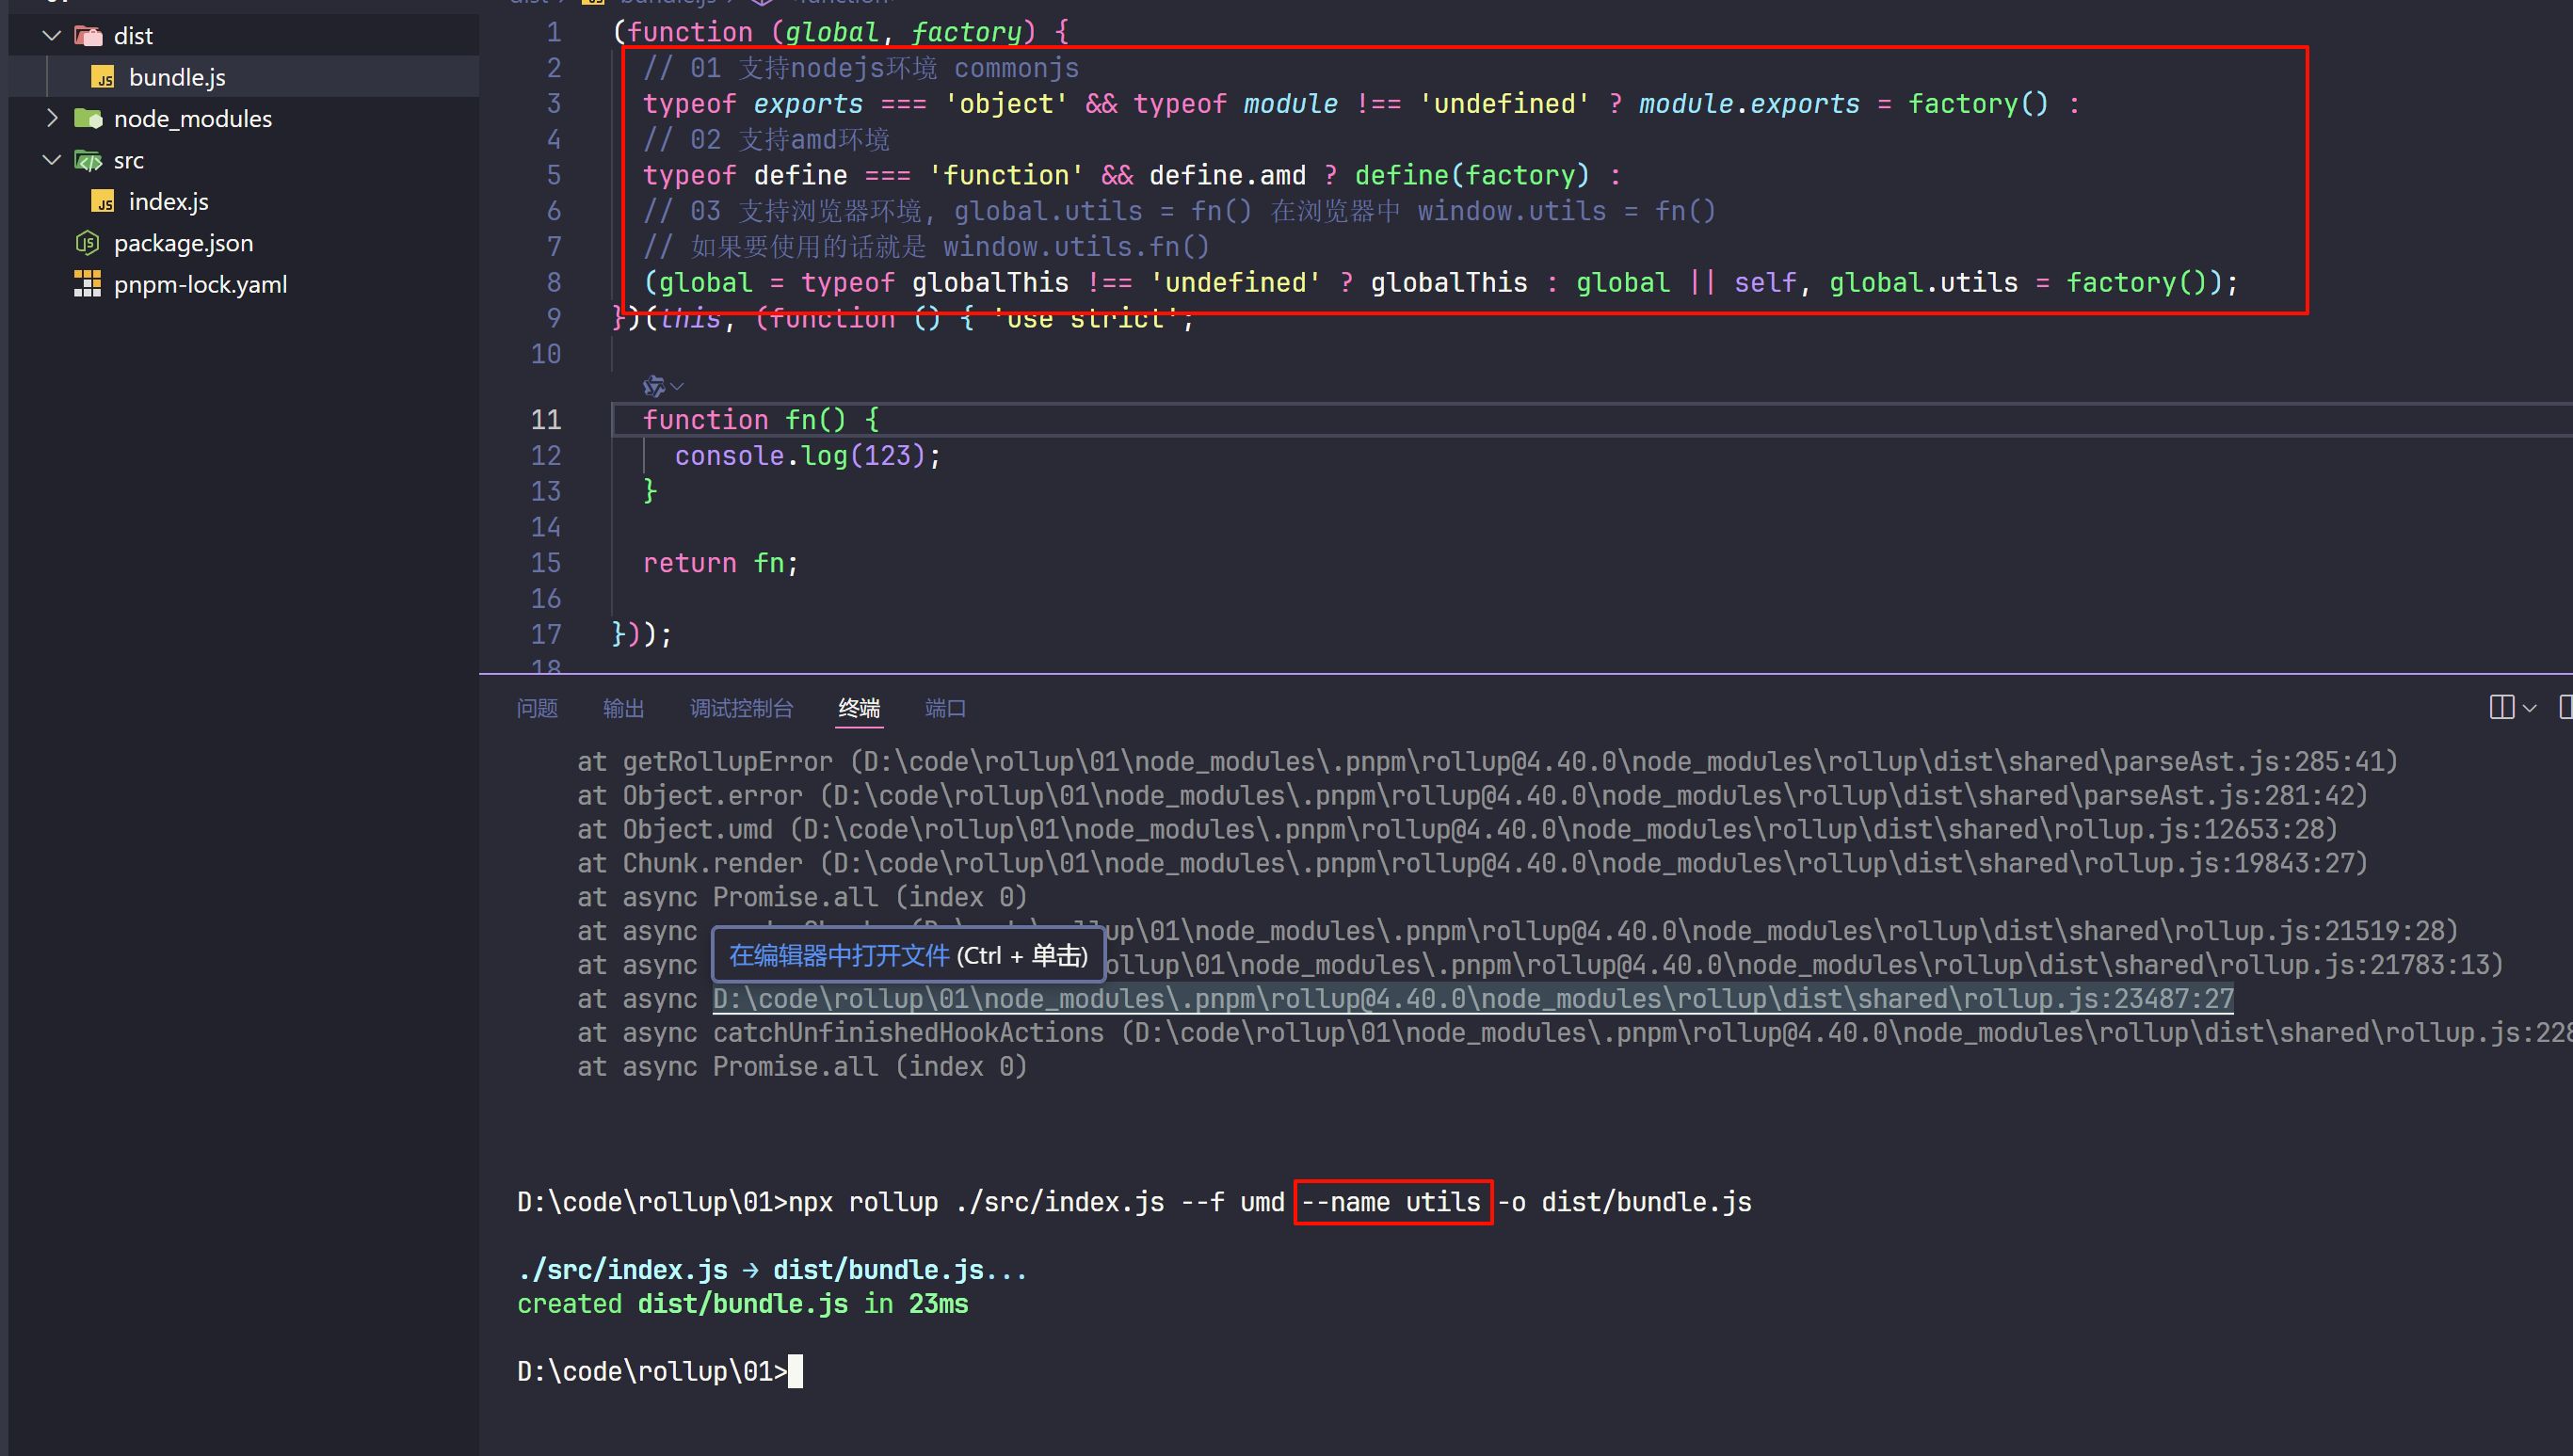 dist
bundle.js
node_modules
src
index.js
package.json
pnpm-lock.yaml
1 (function (global, factory) {
2 // 01 支持nodejs环境 commonjs
3 typeof exports === 'object' && typeof module !== 'undefined' ? module.exports = factory() :
4 // 02 支持amd环境
5 typeof define === 'function' && define.amd ? define(factory) :
6 // 03 支持浏览器环境, global.utils = fn() 在浏览器中 window.utils = fn()
7 // 如果要使用的话就是 window.utils.fn()
8 (global = typeof globalThis !== 'undefined' ? globalThis : global || self, global.utils = factory());
9 })(this, (function () { 'use strict';
10
11 function fn() {
12 console.log(123);
13 }
14
15 return fn;
16
17 }));
18
问题 输出 调试控制台 终端 端口
at getRollupError (D:\code\rollup\01\node_modules\.pnpm\rollup@4.40.0\node_modules\rollup\dist\shared\parseAst.js:285:41)
at Object.error (D:\code\rollup\01\node_modules\.pnpm\rollup@4.40.0\node_modules\rollup\dist\shared\parseAst.js:281:42)
at Object.umd (D:\code\rollup\01\node_modules\.pnpm\rollup@4.40.0\node_modules\rollup\dist\shared\rollup.js:12653:28)
at Chunk.render (D:\code\rollup\01\node_modules\.pnpm\rollup@4.40.0\node_modules\rollup\dist\shared\rollup.js:19843:27)
at async Promise.all (index 0)
at async up\01\node_modules\.pnpm\rollup@4.40.0\node_modules\rollup\dist\shared\rollup.js:21519:28)
在编辑器中打开文件 (Ctrl + 单击)
at async ollup\01\node_modules\.pnpm\rollup@4.40.0\node_modules\rollup\dist\shared\rollup.js:21783:13)
at async D:\code\rollup\01\node_modules\.pnpm\rollup@4.40.0\node_modules\rollup\dist\shared\rollup.js:23487:27
at async catchUnfinishedHookActions (D:\code\rollup\01\node_modules\.pnpm\rollup@4.40.0\node_modules\rollup\dist\shared\rollup.js:228
at async Promise.all (index 0)
D:\code\rollup\01>npx rollup ./src/index.js --f umd --name utils -o dist/bundle.js
./src/index.js → dist/bundle.js...
created dist/bundle.js in 23ms
D:\code\rollup\01>